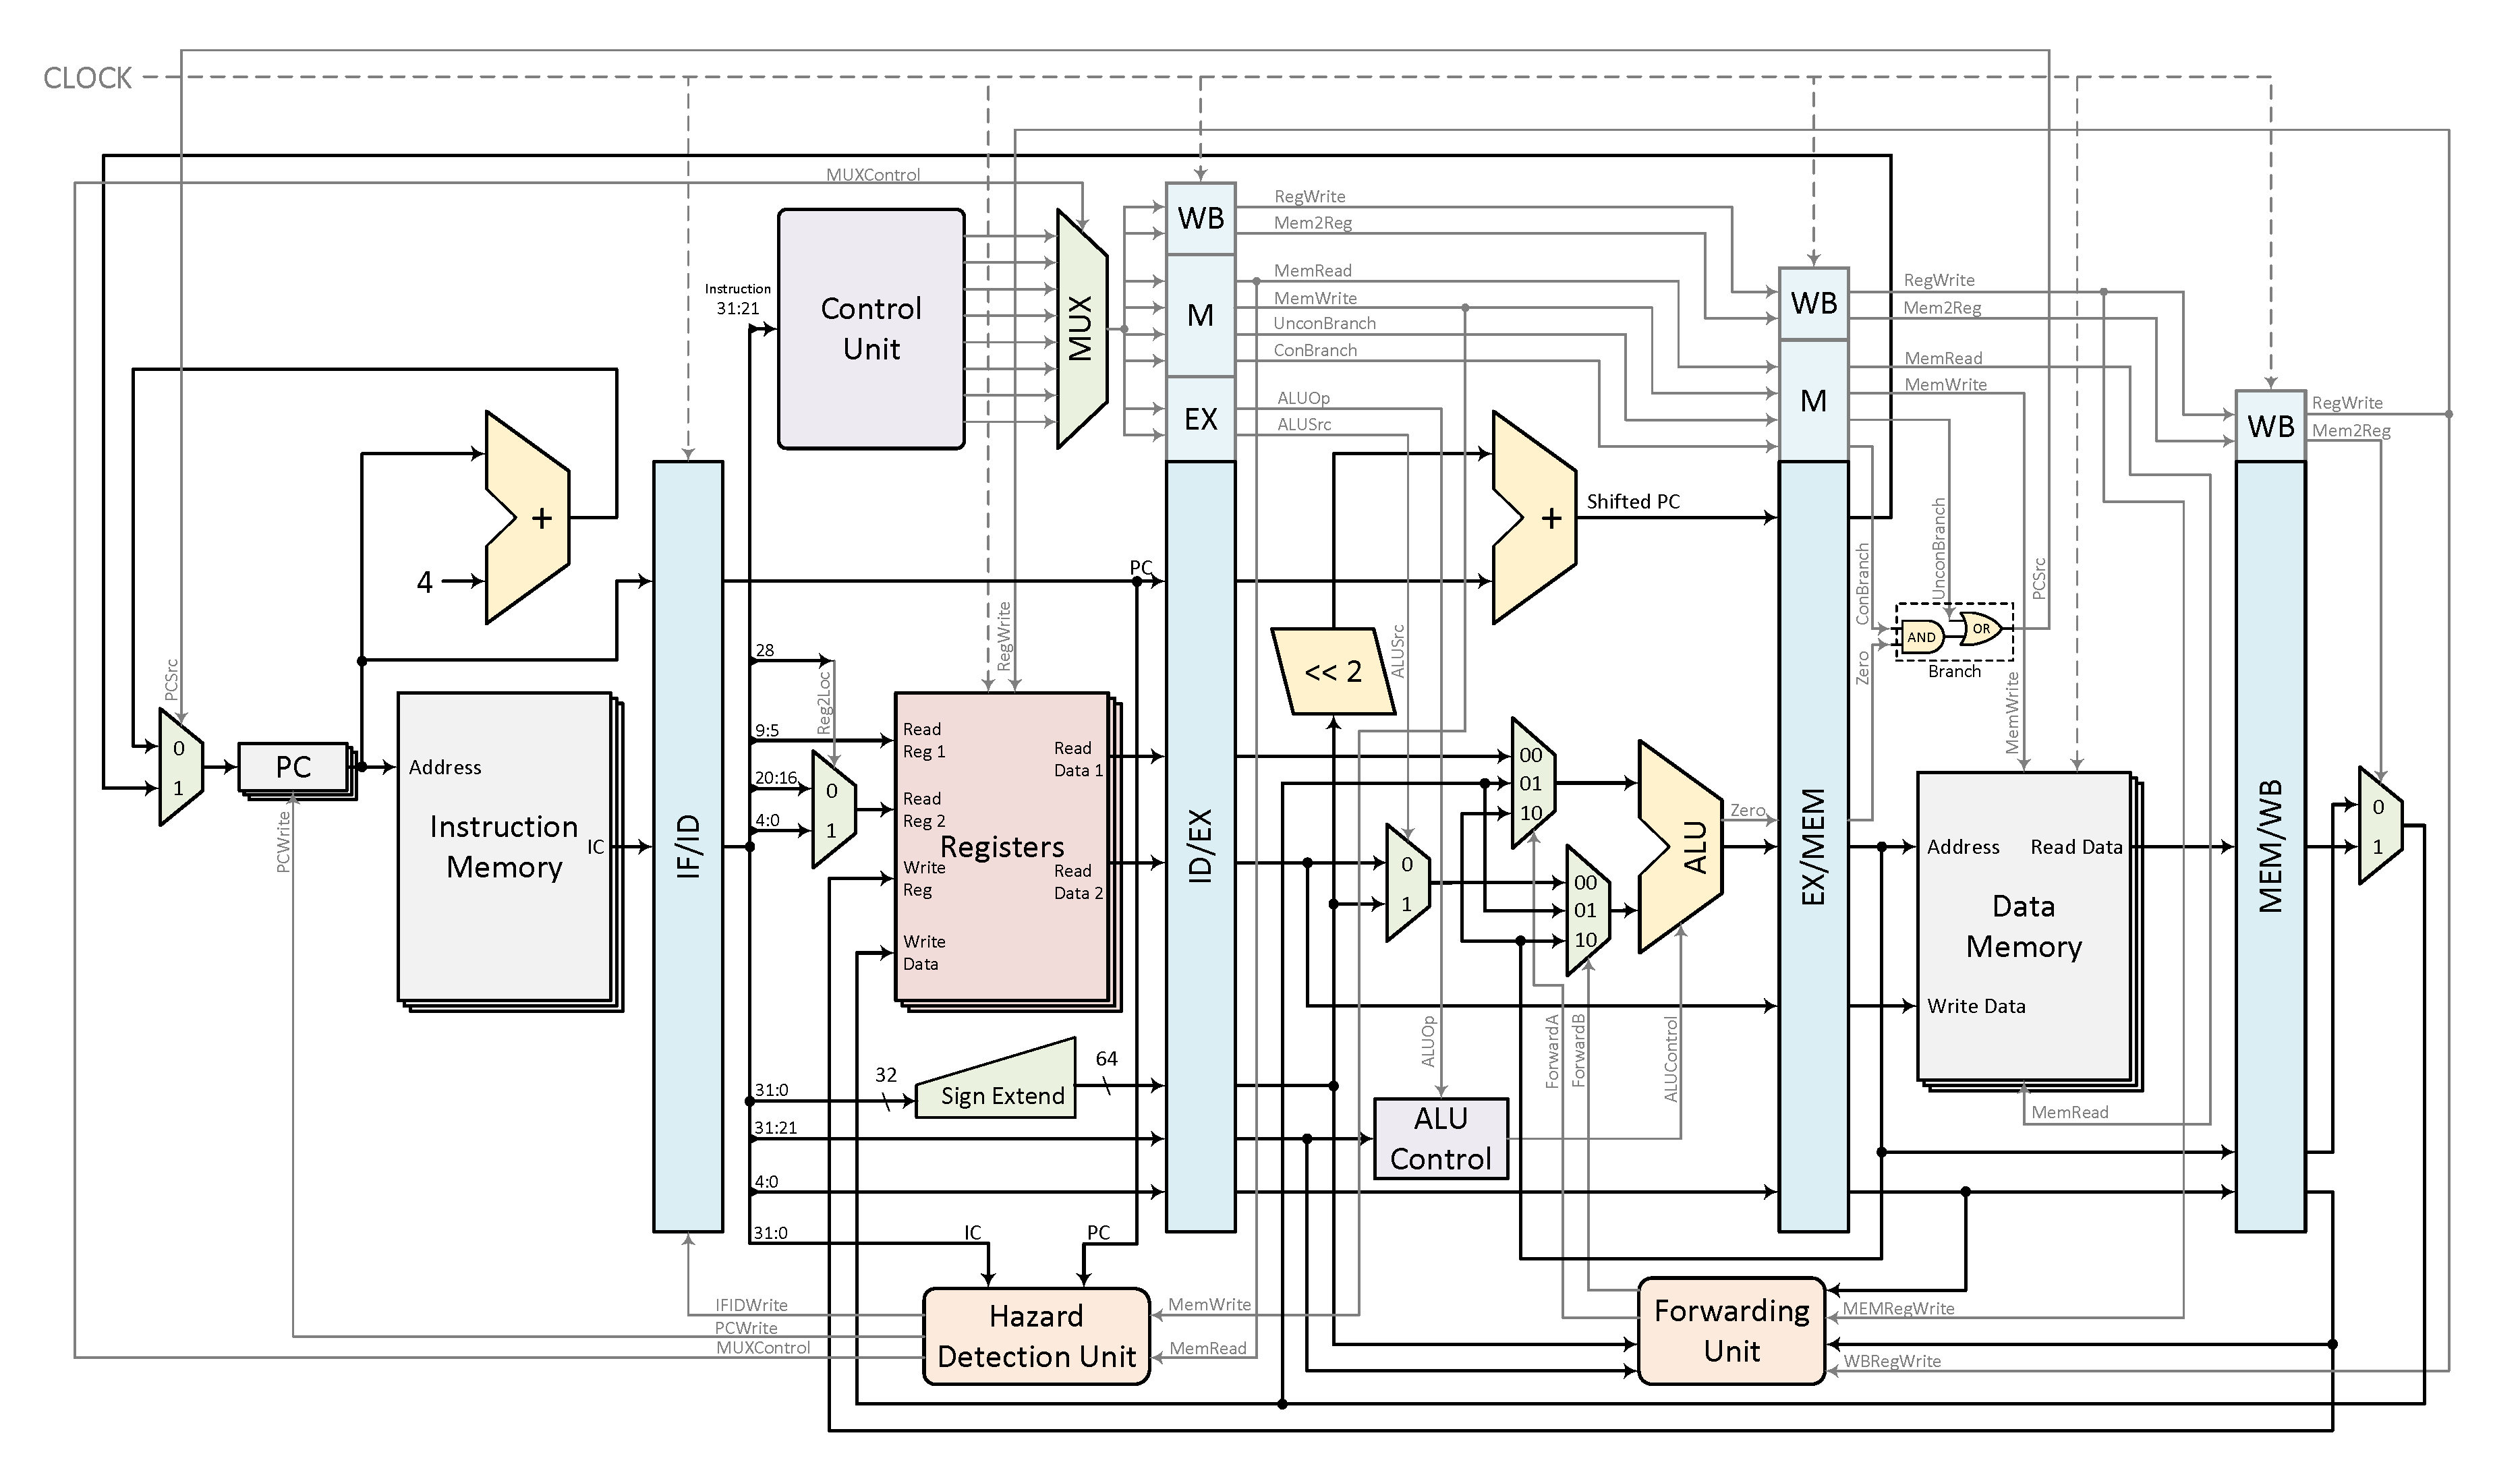 CLOCK
MUXControl
WB
RegWrite
Mem2Reg
M
MemRead
MemWrite
UnconBranch
ConBranch
EX
ALUOp
ALUSrc
Instruction
31:21
Control
Unit
MUX
WB
RegWrite
Mem2Reg
M
MemRead
MemWrite
WB
RegWrite
Mem2Reg
+
4
+
Shifted PC
PC
ConBranch
UnconBranch
PCSrc
AND
OR
Branch
Zero
MemWrite
PCSrc
28
Reg2Loc
RegWrite
<< 2
ALUSrc
0
1
PC
PCWrite
Address
Instruction
Memory
IC
IF/ID
9:5
20:16
4:0
0
1
Read
Reg 1
Read
Data 1
Read
Reg 2
Registers
Write
Reg
Read
Data 2
Write
Data
ID/EX
0
1
00
01
10
00
01
10
ALU
Zero
EX/MEM
Address
Read Data
Data
Memory
Write Data
MemRead
MEM/WB
0
1
ALUOp
ForwardA
ForwardB
ALUControl
31:0
32
Sign Extend
64
31:21
ALU
Control
4:0
31:0
IC
PC
IFIDWrite
PCWrite
MUXControl
Hazard
Detection Unit
MemWrite
MemRead
Forwarding
Unit
MEMRegWrite
WBRegWrite